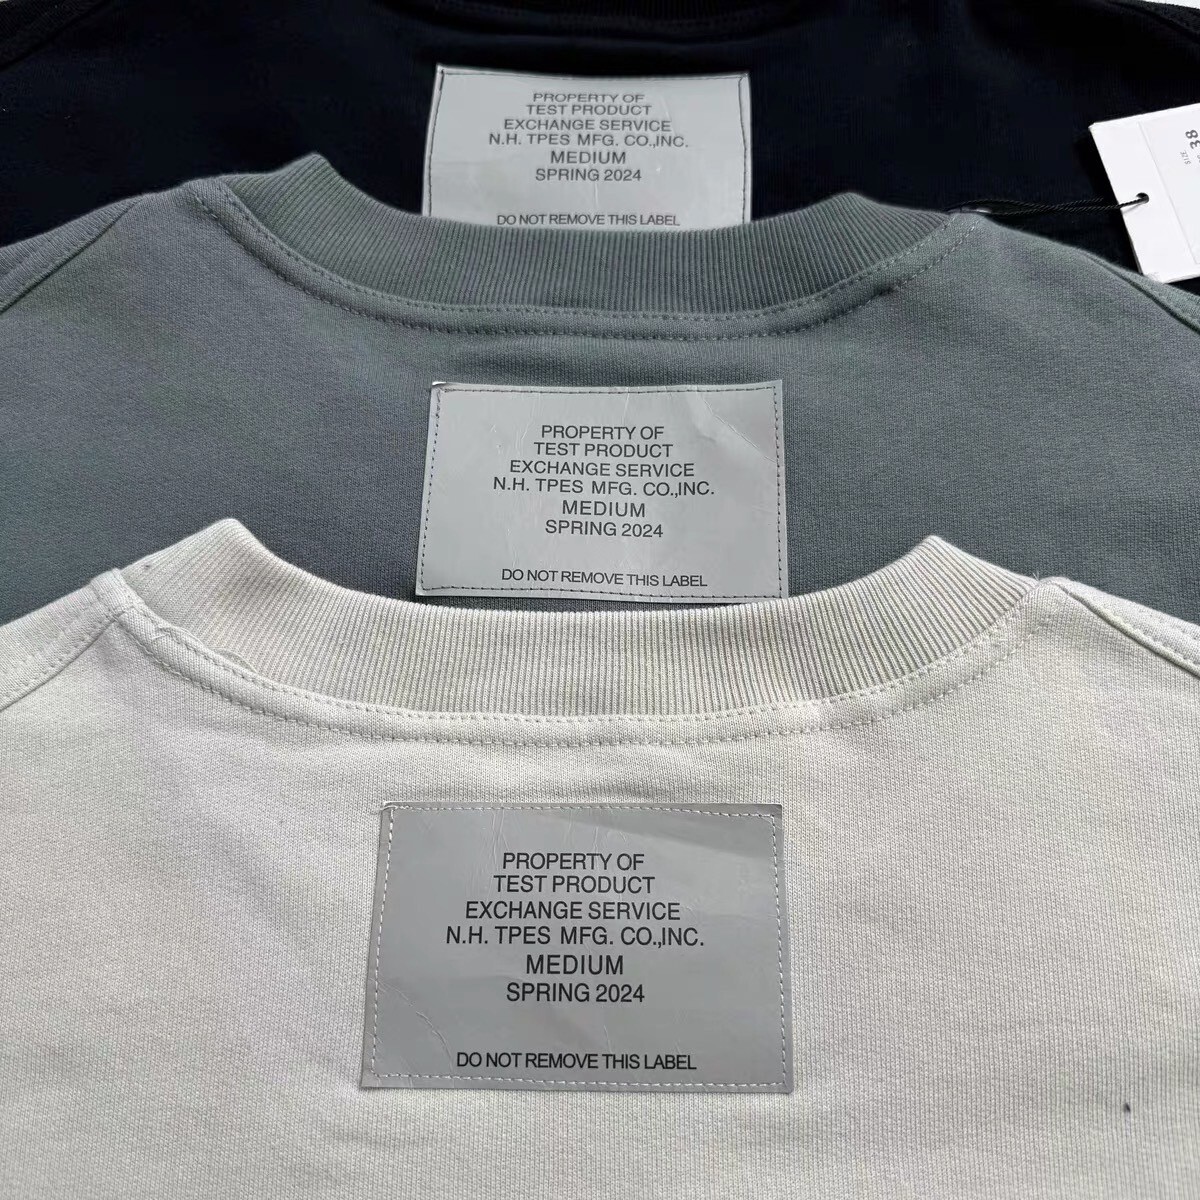 PROPERTY OF
TEST PRODUCT
EXCHANGE SERVICE
N.H. TPES MFG. CO.,INC.
MEDIUM
SPRING 2024
DO NOT REMOVE THIS LABEL
38
PROPERTY OF
TEST PRODUCT
EXCHANGE SERVICE
N.H. TPES MFG. CO.,INC.
MEDIUM
SPRING 2024
DO NOT REMOVE THIS LABEL
PROPERTY OF
TEST PRODUCT
EXCHANGE SERVICE
N.H. TPES MFG. CO.,INC.
MEDIUM
SPRING 2024
DO NOT REMOVE THIS LABEL